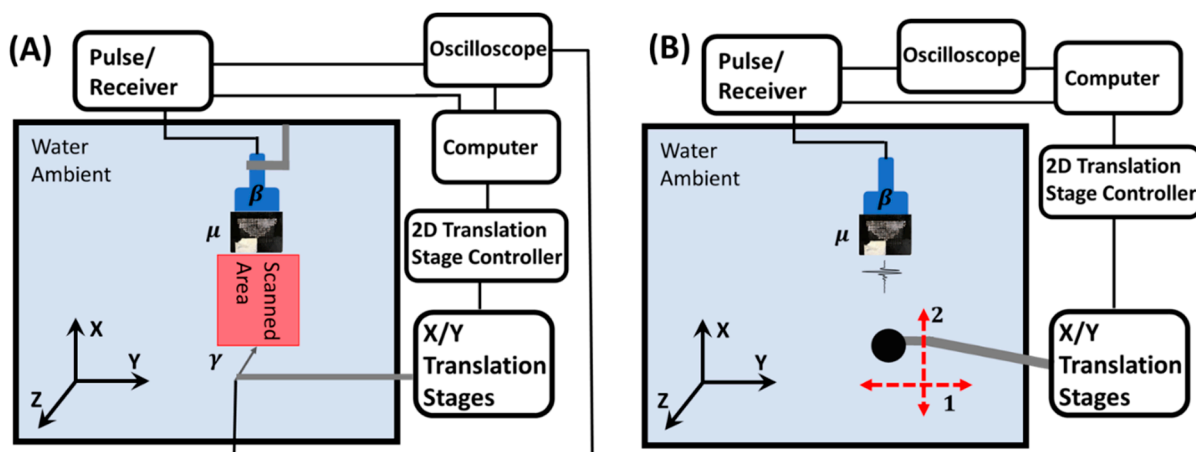 (A)
Pulse/
Receiver
Oscilloscope
Computer
2D Translation
Stage Controller
X/Y
Translation
Stages
Water
Ambient
β
μ
Scanned
Area
γ
X
Y
Z
(B)
Pulse/
Receiver
Oscilloscope
Computer
2D Translation
Stage Controller
X/Y
Translation
Stages
Water
Ambient
β
μ
2
1
X
Y
Z